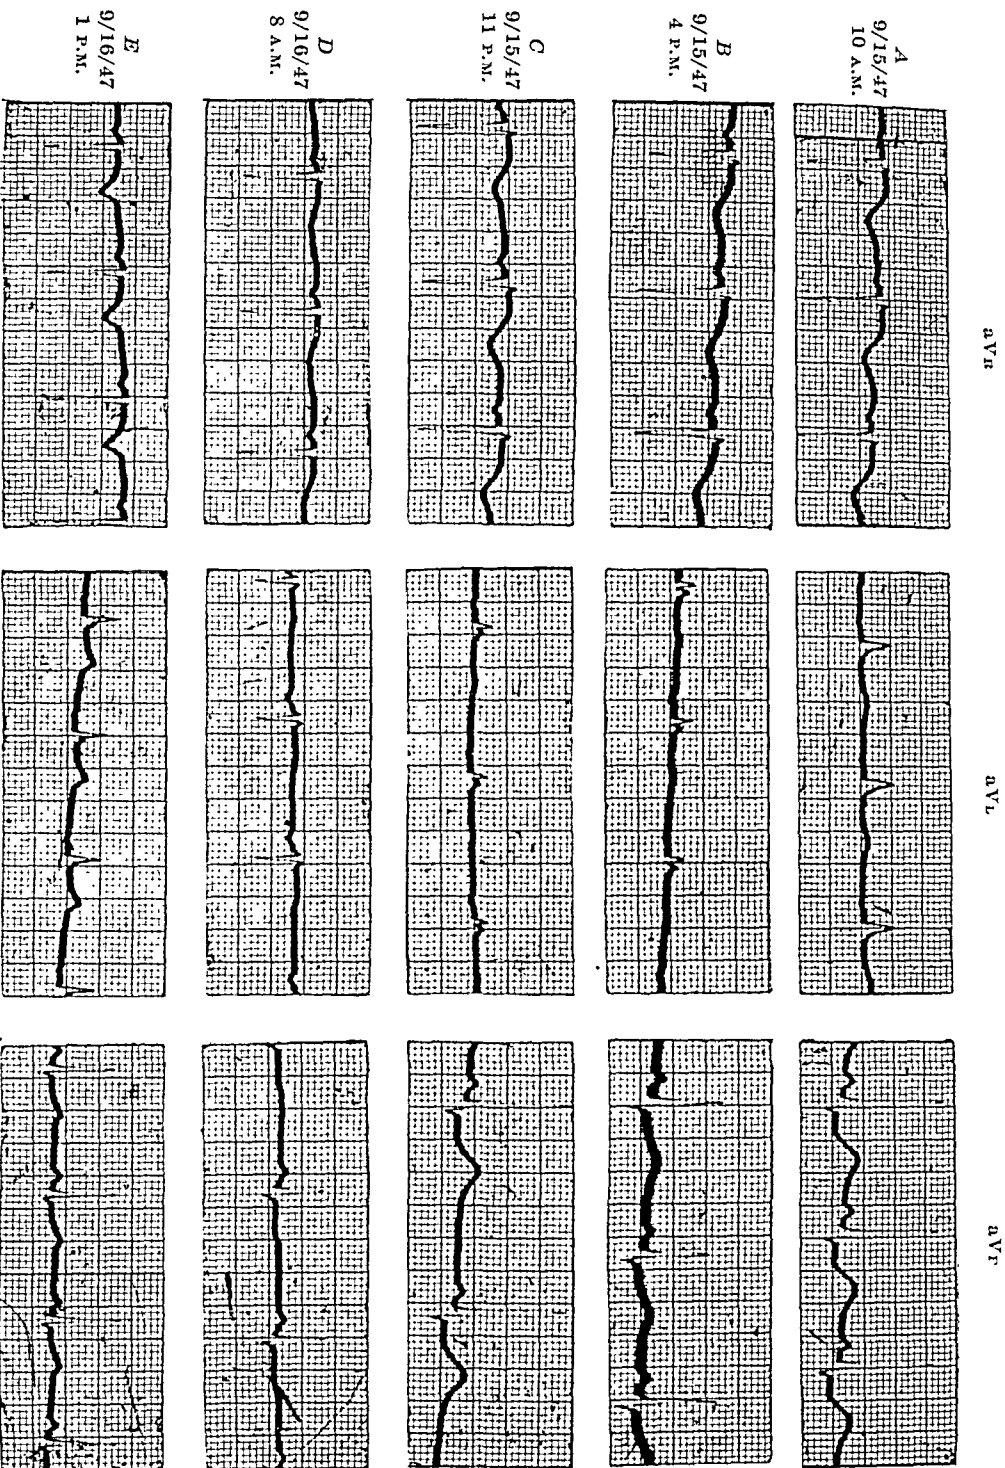 aVR aVL aVF
A
9/15/47
10 A.M.
B
9/15/47
4 P.M.
C
9/15/47
11 P.M.
D
9/16/47
8 A.M.
E
9/16/47
1 P.M.